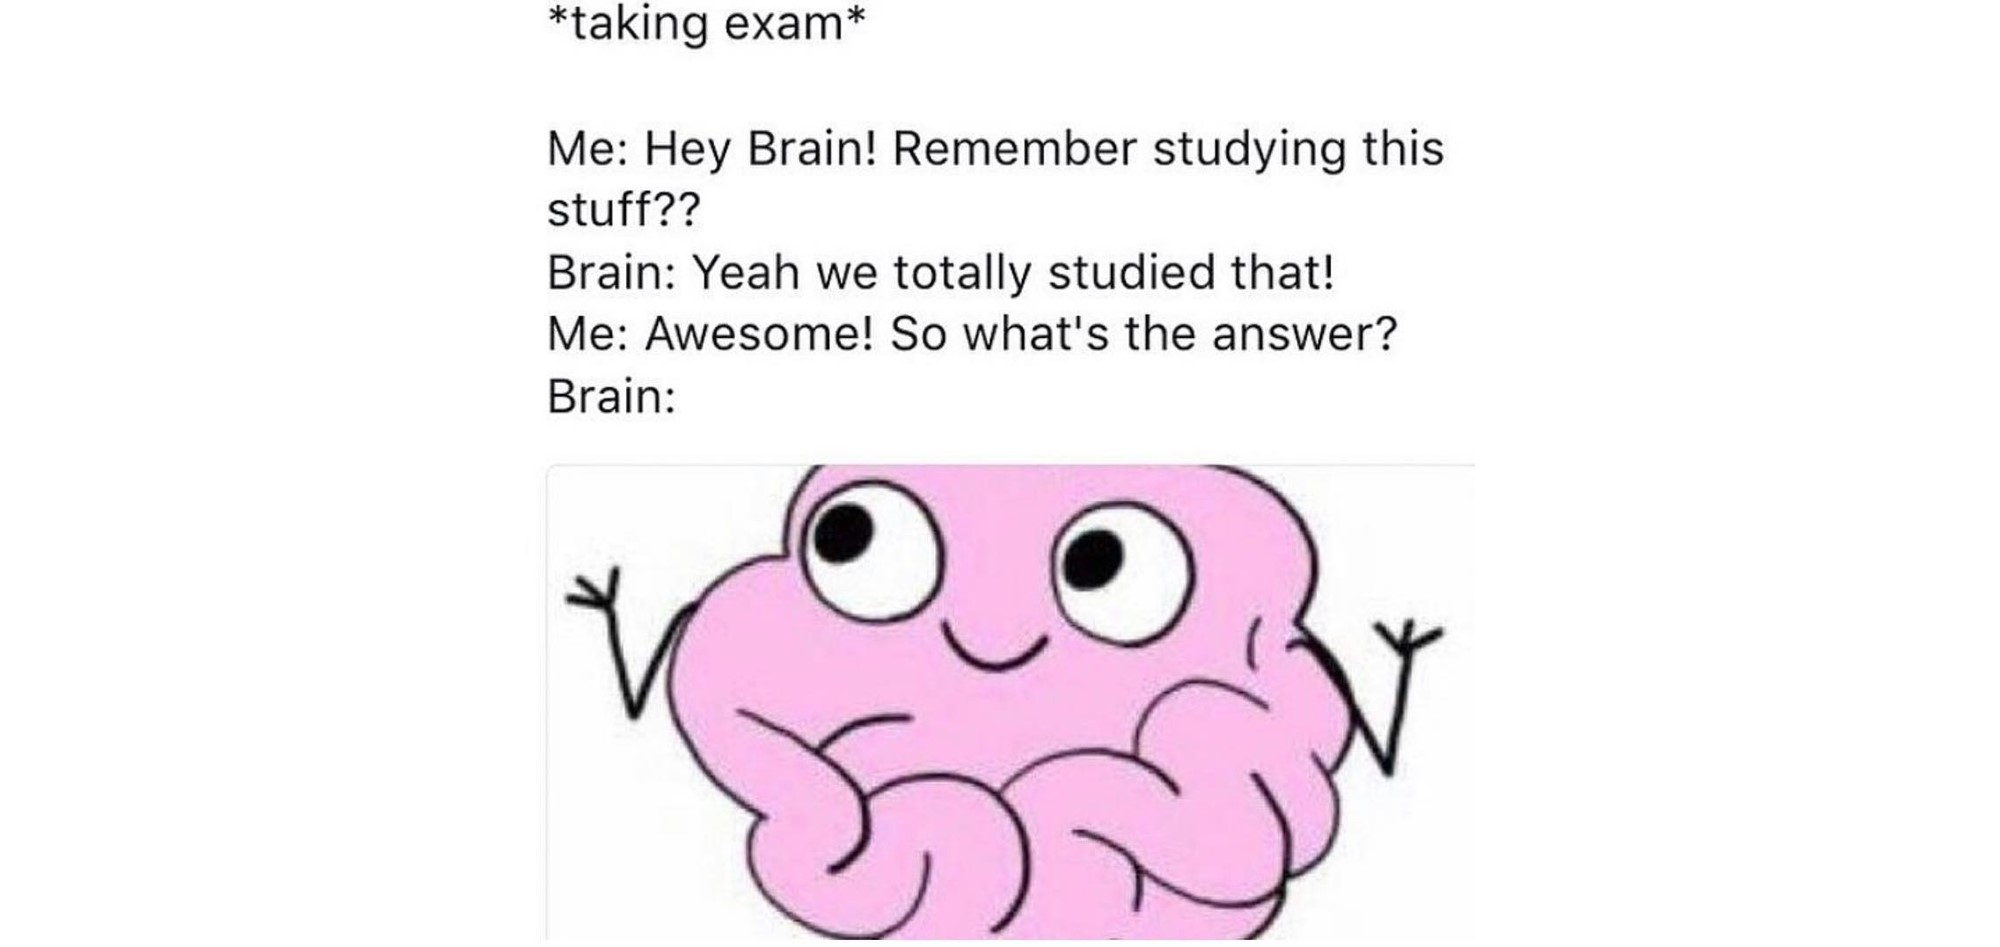 *taking exam*
Me: Hey Brain! Remember studying this
stuff??
Brain: Yeah we totally studied that!
Me: Awesome! So what's the answer?
Brain: